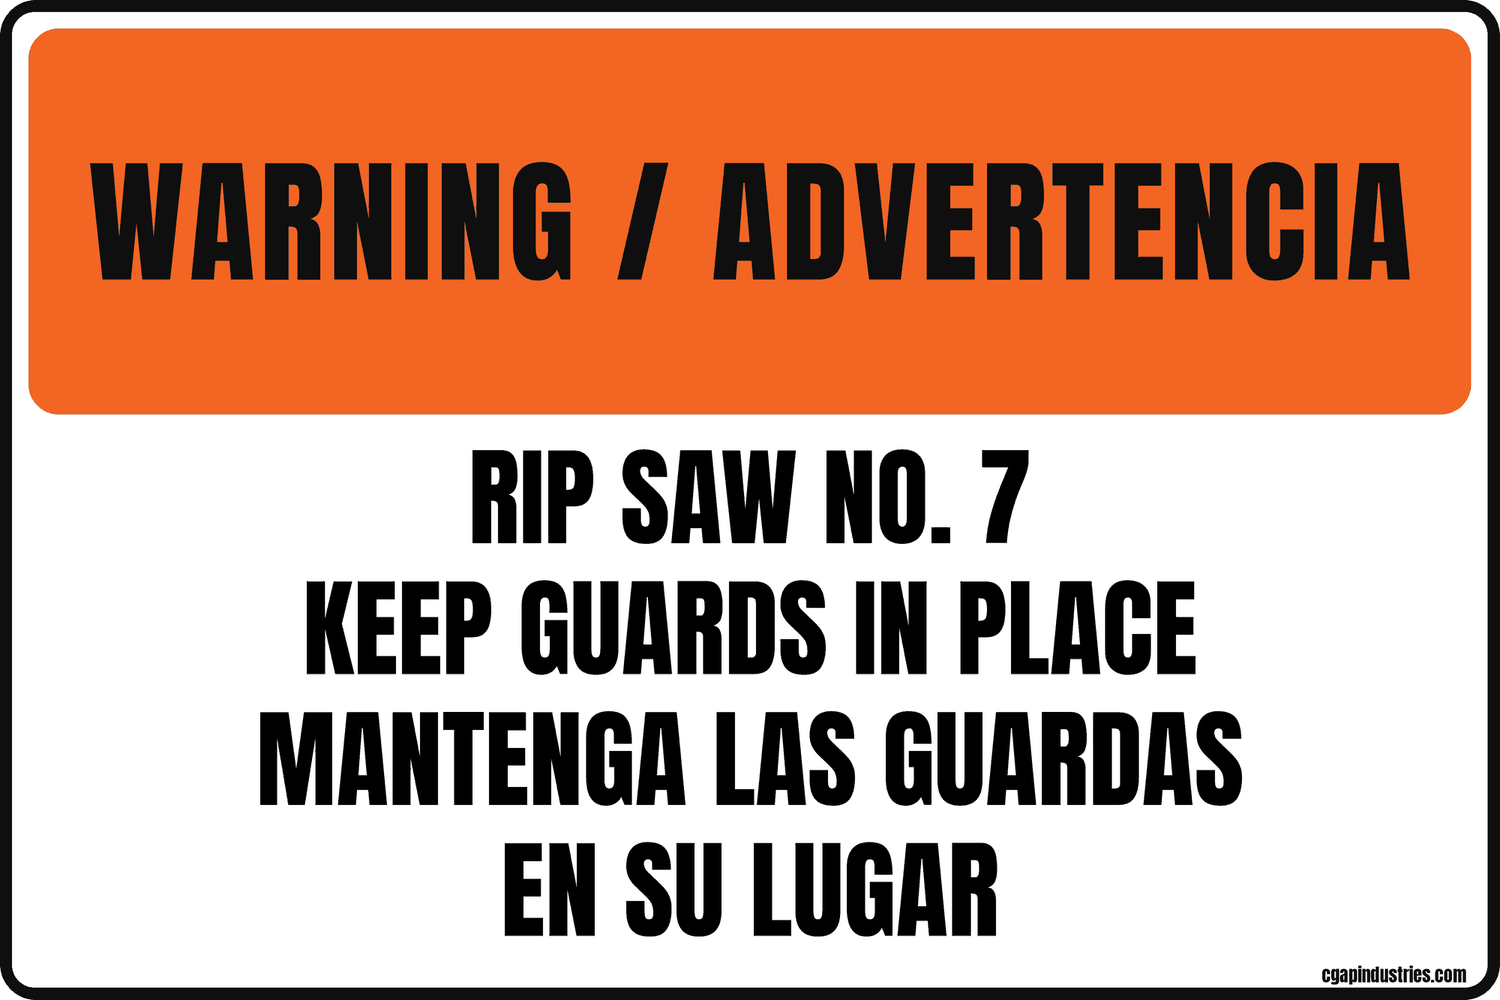 WARNING / ADVERTENCIA
RIP SAW NO. 7
KEEP GUARDS IN PLACE
MANTENGA LAS GUARDAS
EN SU LUGAR
cgapindustries.com